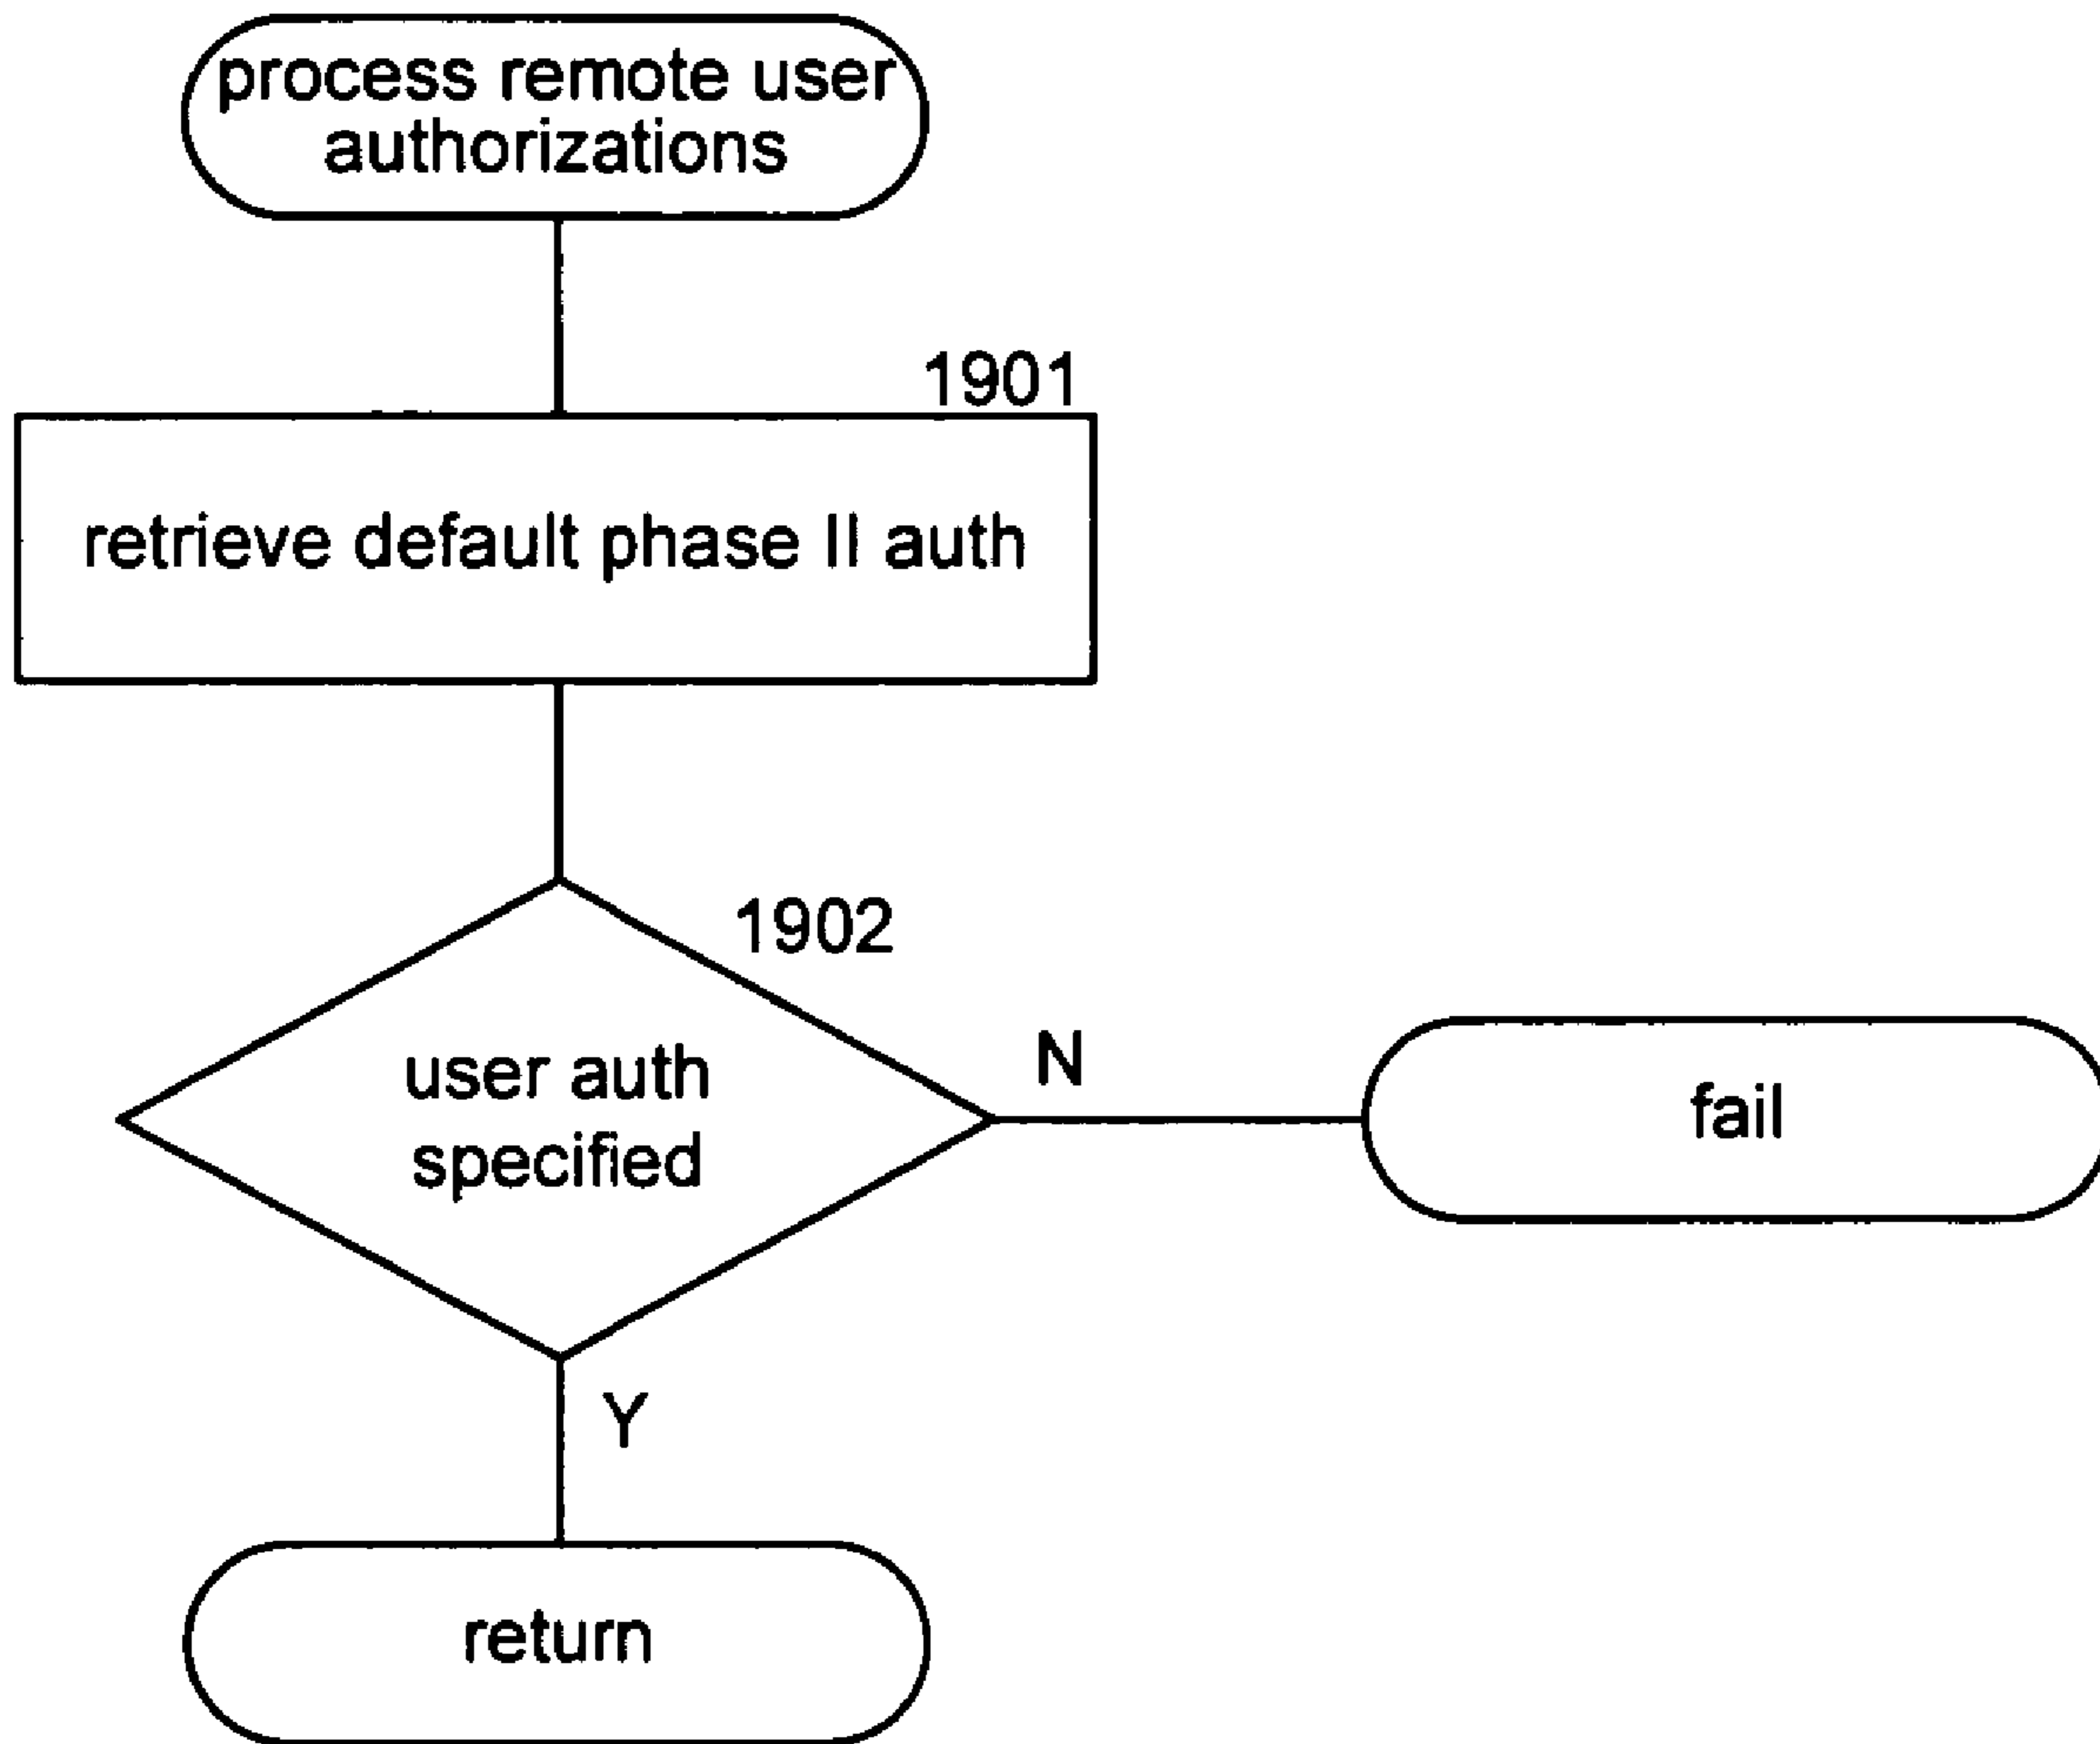 process remote user
authorizations
1901
retrieve default phase II auth
1902
user auth
specified
N
fail
Y
return